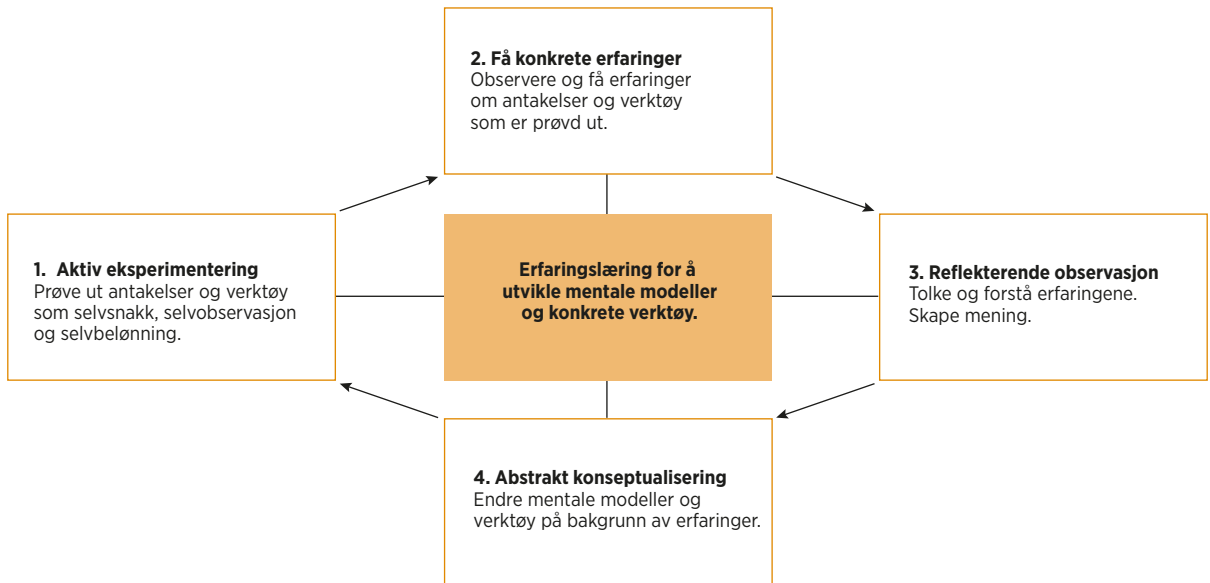 2. Få konkrete erfaringer
Observere og få erfaringer
om antakelser og verktøy
som er prøvd ut.
1. Aktiv eksperimentering
Prøve ut antakelser og verktøy
som selvsnakk, selvobservasjon
og selvbelønning.
Erfaringslæring for å
utvikle mentale modeller
og konkrete verktøy.
3. Reflekterende observasjon
Tolke og forstå erfaringene.
Skape mening.
4. Abstrakt konseptualisering
Endre mentale modeller og
verktøy på bakgrunn av erfaringer.